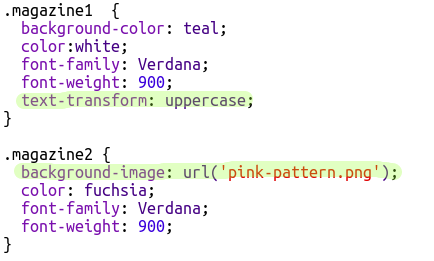 .magazine1  {
  background-color: teal;
  color:white;
  font-family: Verdana;
  font-weight: 900;
  text-transform: uppercase;
}

.magazine2 {
  background-image: url('pink-pattern.png');
  color: fuchsia;
  font-family: Verdana;
  font-weight: 900;
}